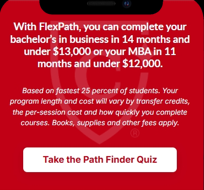 With FlexPath, you can complete your
bachelor's in business in 14 months and
under $13,000 or your MBA in 11
months and under $12,000.
Based on fastest 25 percent of students. Your
program length and cost will vary by transfer credits,
the per-session cost and how quickly you complete
courses. Books, supplies and other fees apply.
Take the Path Finder Quiz